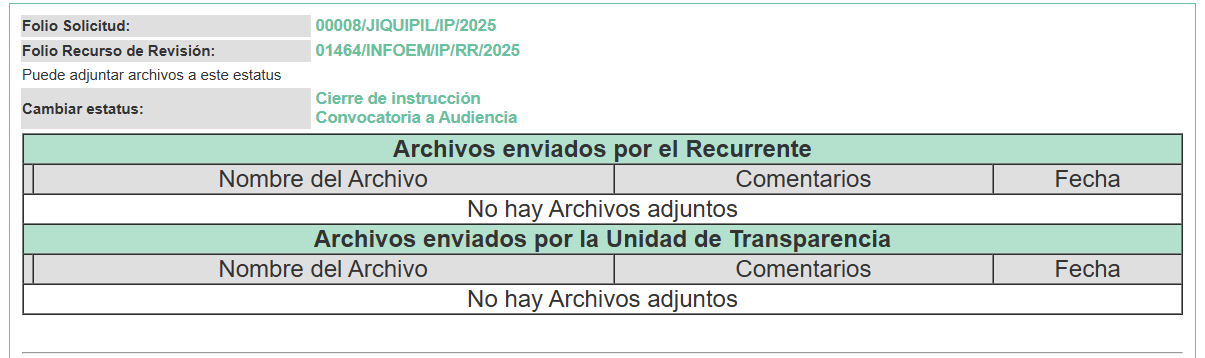 Folio Solicitud: 00008/JIQUIPIL/IP/2025
Folio Recurso de Revisión: 01464/INFOEM/IP/RR/2025
Puede adjuntar archivos a este estatus
Cambiar estatus: Cierre de instrucción
Convocatoria a Audiencia
Archivos enviados por el Recurrente
Nombre del Archivo Comentarios Fecha
No hay Archivos adjuntos
Archivos enviados por la Unidad de Transparencia
Nombre del Archivo Comentarios Fecha
No hay Archivos adjuntos